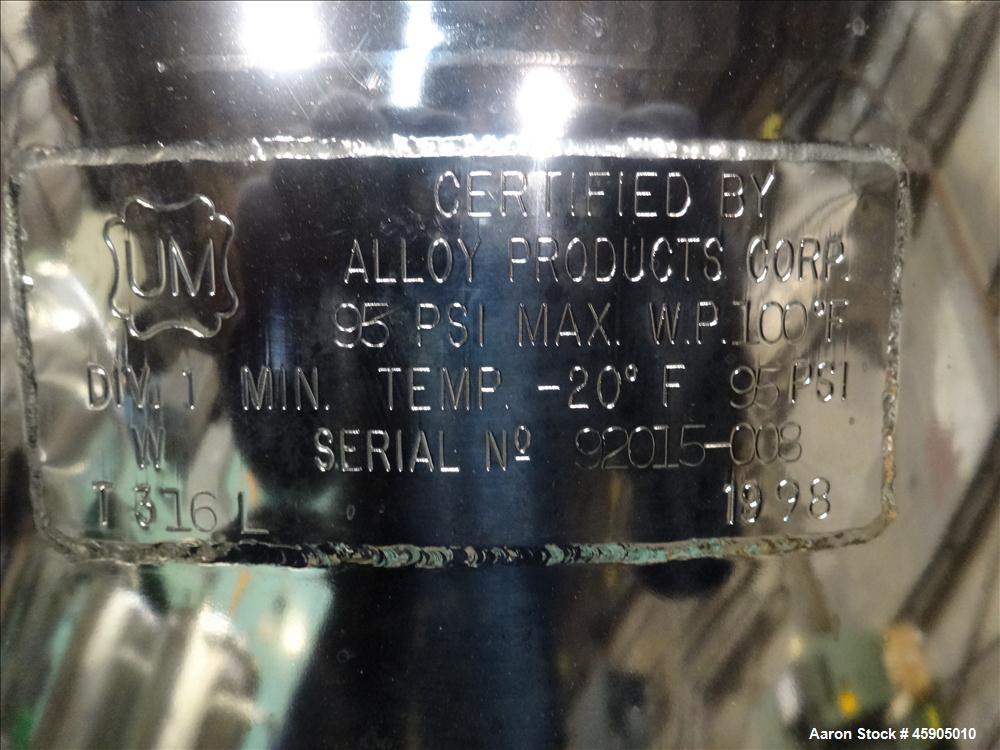 CERTIFIED BY
UM
ALLOY PRODUCTS CORP.
95 PSI MAX. W.P. 100°F
DIV. 1 MIN. TEMP. -20° F 95 PSI
W
SERIAL Nº 92015-008
T 316 L
1998
Aaron Stock # 45905010